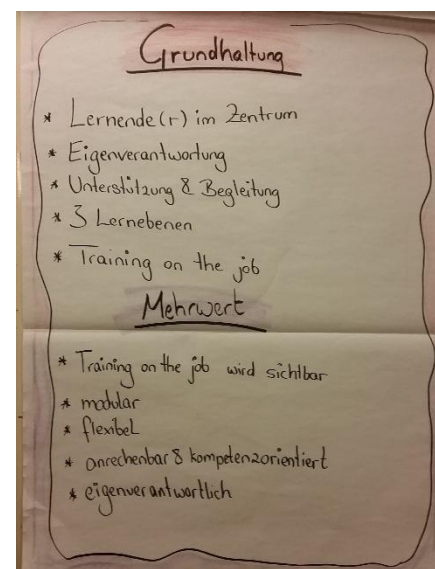 Grundhaltung
* Lernende(r) im Zentrum
* Eigenverantwortung
* Unterstützung & Begleitung
* 3 Lernebenen
* Training on the job
Mehrwert
* Training on the job wird sichtbar
* modular
* flexibel
* anrechenbar & kompetenzorientiert
* eigenverantwortlich